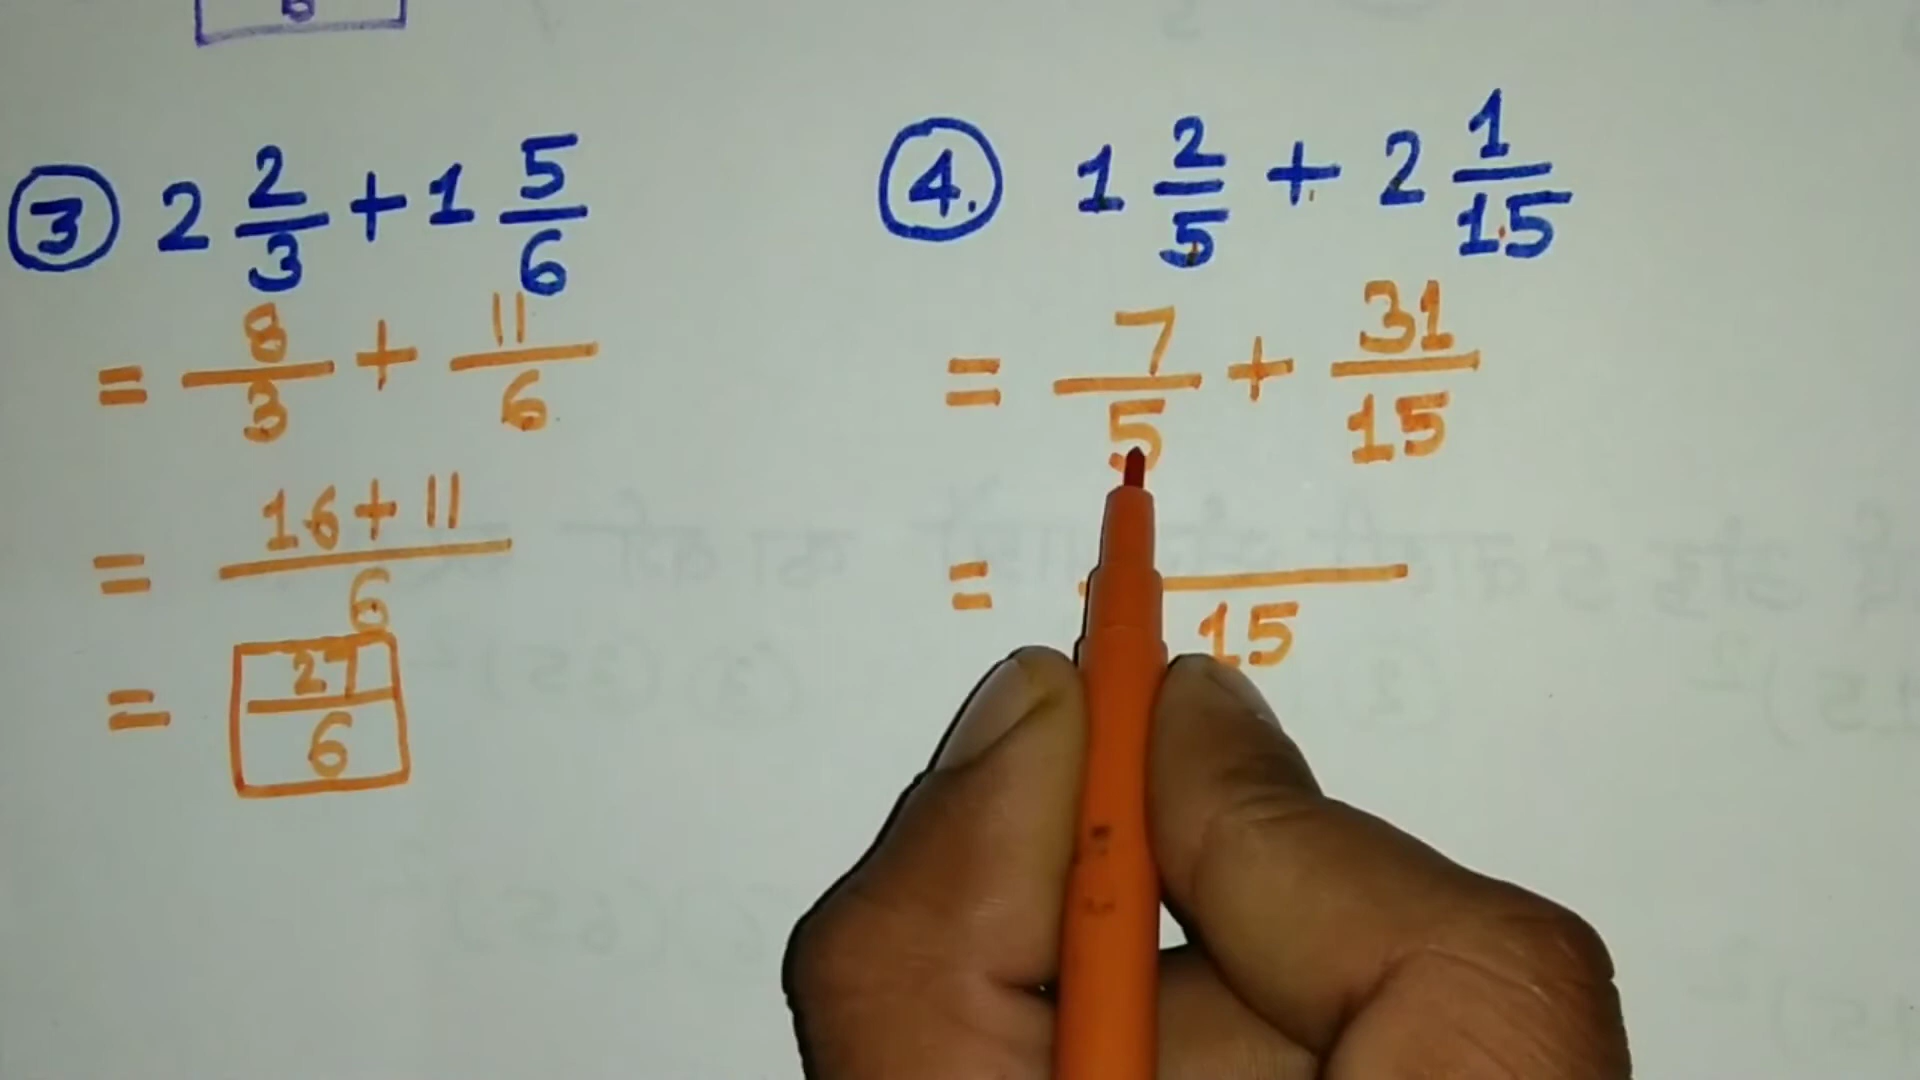 6
③ 2 2/3 + 1 5/6
= 8/3 + 11/6
= (16+11)/6
= 27/6
④. 1 2/5 + 2 1/15
= 7/5 + 31/15
= /15